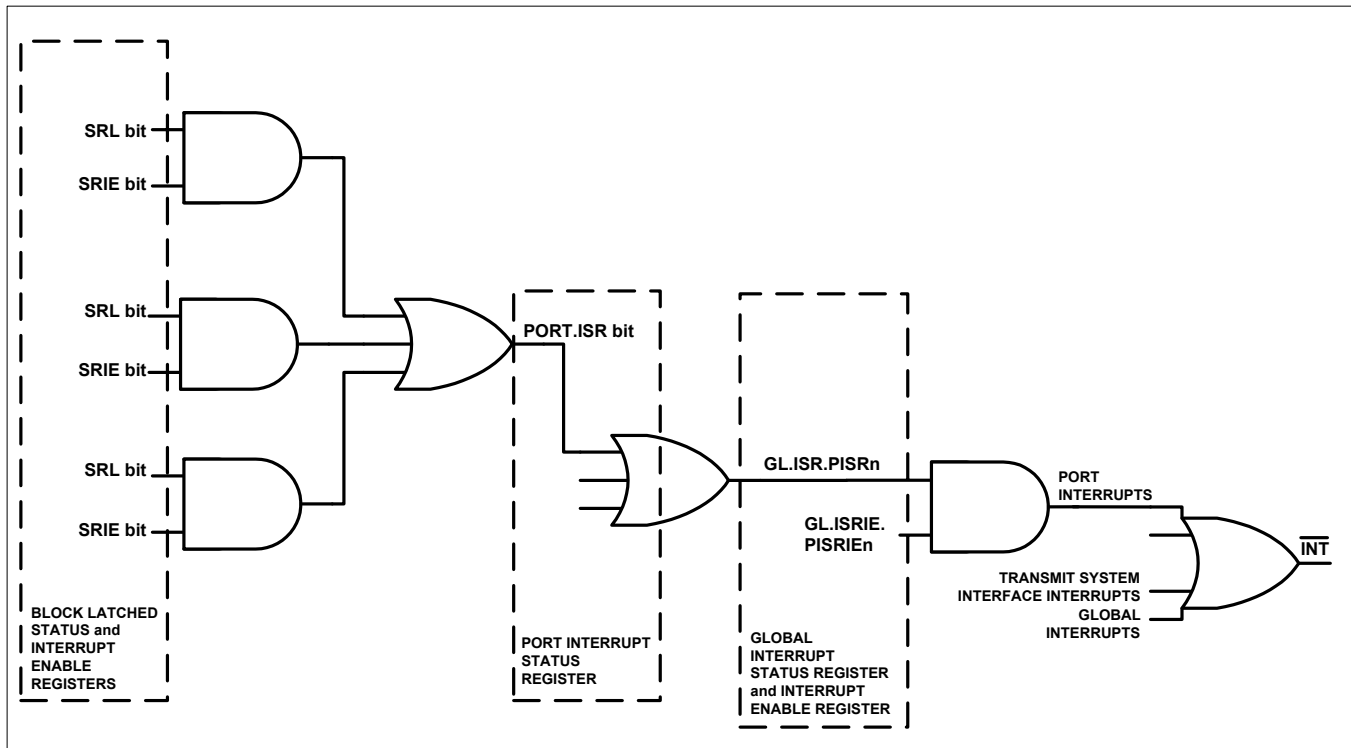 SRL bit
SRIE bit
SRL bit
SRIE bit
SRL bit
SRIE bit
BLOCK LATCHED
STATUS and
INTERRUPT
ENABLE
REGISTERS
PORT.ISR bit
PORT INTERRUPT
STATUS
REGISTER
GL.ISR.PISRn
GL.ISRIE.
PISRIEn
GLOBAL
INTERRUPT
STATUS REGISTER
and INTERRUPT
ENABLE REGISTER
PORT
INTERRUPTS
TRANSMIT SYSTEM
INTERFACE INTERRUPTS
GLOBAL
INTERRUPTS
INT